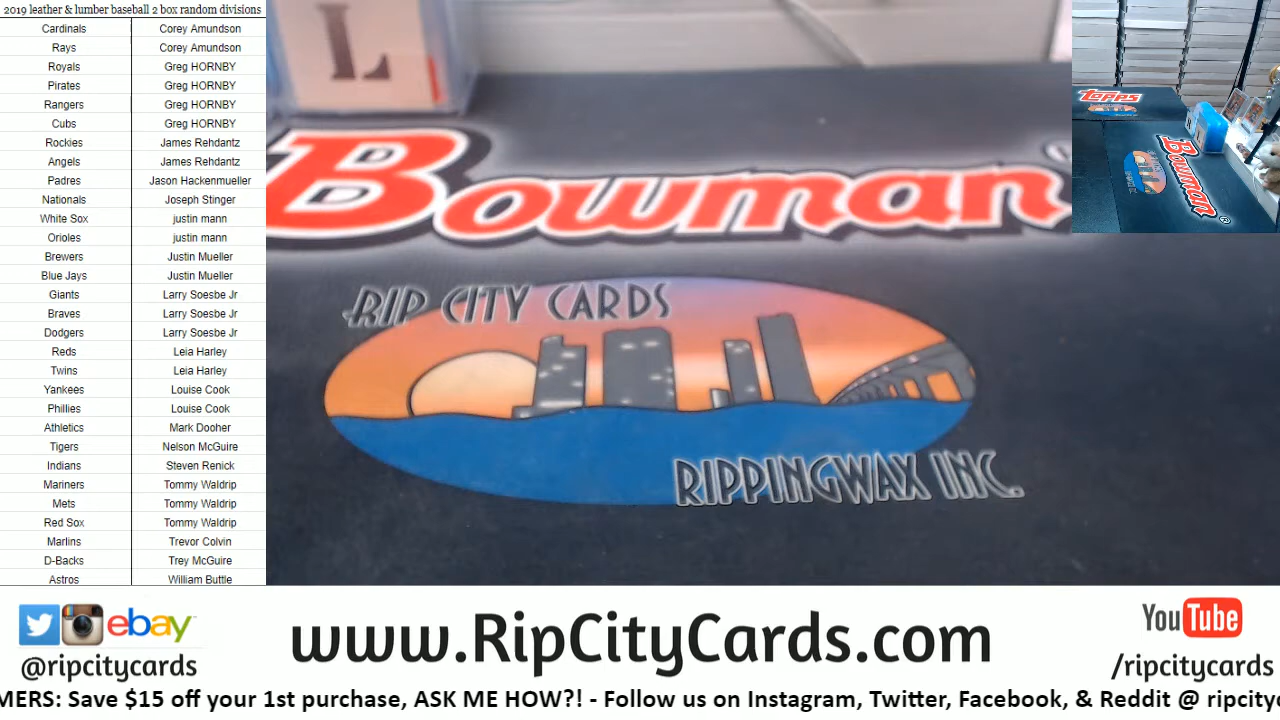 2019 leather & lumber baseball 2 box random divisions
Cardinals Corey Amundson
Rays Corey Amundson
Royals Greg HORNBY
Pirates Greg HORNBY
Rangers Greg HORNBY
Cubs Greg HORNBY
Rockies James Rehdantz
Angels James Rehdantz
Padres Jason Hackenmueller
Nationals Joseph Stinger
White Sox justin mann
Orioles justin mann
Brewers Justin Mueller
Blue Jays Justin Mueller
Giants Larry Soesbe Jr
Braves Larry Soesbe Jr
Dodgers Larry Soesbe Jr
Reds Leia Harley
Twins Leia Harley
Yankees Louise Cook
Phillies Louise Cook
Athletics Mark Dooher
Tigers Nelson McGuire
Indians Steven Renick
Mariners Tommy Waldrip
Mets Tommy Waldrip
Red Sox Tommy Waldrip
Marlins Trevor Colvin
D-Backs Trey McGuire
Astros William Buttle
L
Bowman
RIP CITY CARDS
RIPPINGWAX INC.
TOPPS
Bowman
ebay
@ripcitycards
www.RipCityCards.com
YouTube
/ripcitycards
MERS: Save $15 off your 1st purchase, ASK ME HOW?! - Follow us on Instagram, Twitter, Facebook, & Reddit @ ripcityc